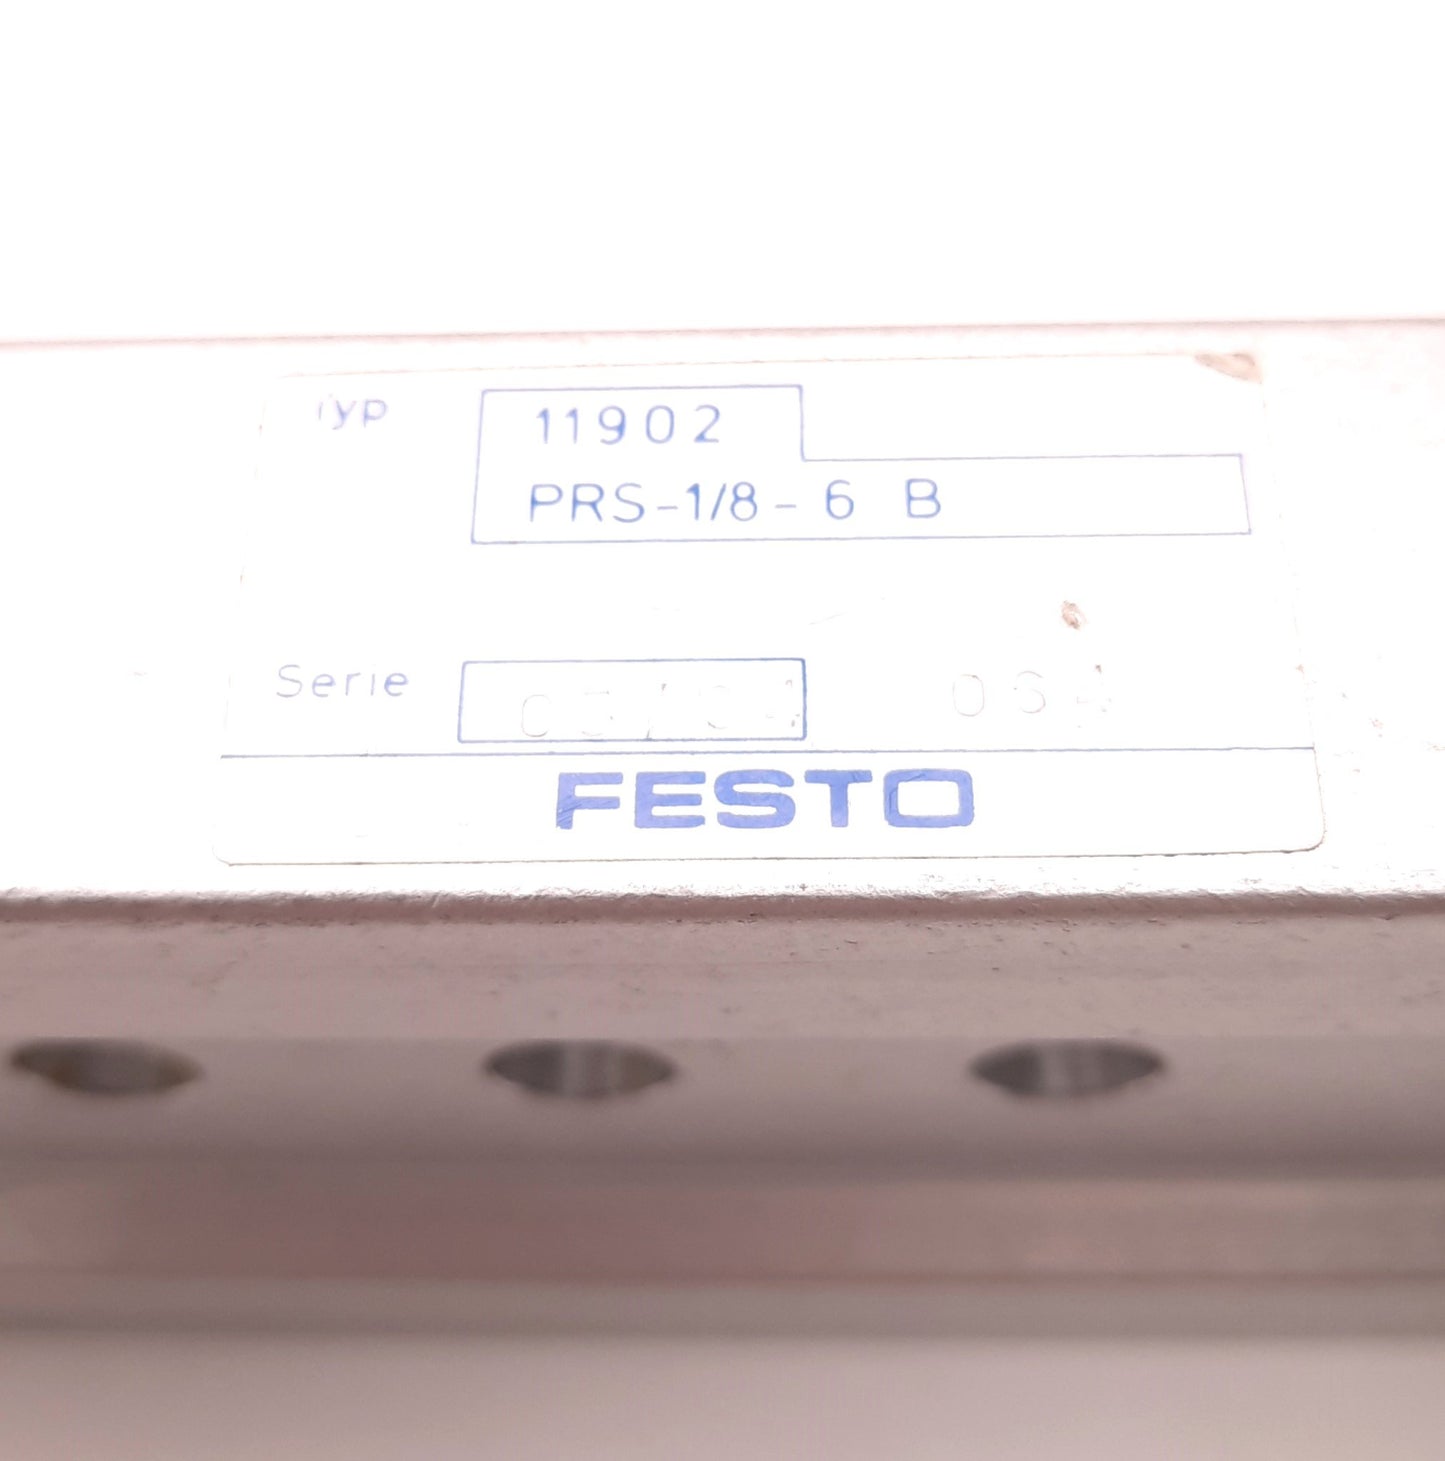 Typ 11902
PRS-1/8- 6 B
Serie
FESTO